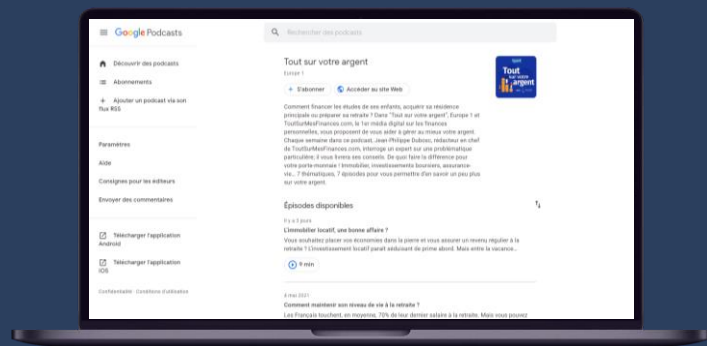 Google Podcasts
Rechercher des podcasts
Découvrir des podcasts
Abonnements
Ajouter un podcast via son
flux RSS
Paramètres
Aide
Consignes pour les éditeurs
Envoyer des commentaires
Télécharger l'application
Android
Télécharger l'application
iOS
Confidentialité · Conditions d'utilisation
Tout sur votre argent
Europe 1
+ S'abonner
Accéder au site Web
Tout
sur votre
argent
Comment financer les études de ses enfants, acquérir sa résidence
principale ou préparer sa retraite ? Dans "Tout sur votre argent", Europe 1 et
ToutSurMesFinances.com, le 1er média digital sur les finances
personnelles, vous proposent de vous aider à gérer au mieux votre argent.
Chaque semaine dans ce podcast, Jean Philippe Dubosc, rédacteur en chef
de ToutSurMesFinances.com, interroge un expert sur une problématique
particulière; il vous livrera ses conseils. De quoi faire la différence pour
votre porte-monnaie ! Immobilier, investissements boursiers, assurance-
vie... 7 thématiques, 7 épisodes pour vous permettre d'en savoir un peu plus
sur votre argent.
Épisodes disponibles
Il y a 3 jours
L'immobilier locatif, une bonne affaire ?
Vous souhaitez placer vos économies dans la pierre et vous assurer un revenu régulier à la
retraite ? L'investissement locatif paraît séduisant de prime abord. Mais entre la vacance...
9 min
4 mai 2021
Comment maintenir son niveau de vie à la retraite ?
Les Français touchent, en moyenne, 70% de leur dernier salaire à la retraite. Mais vous pouvez